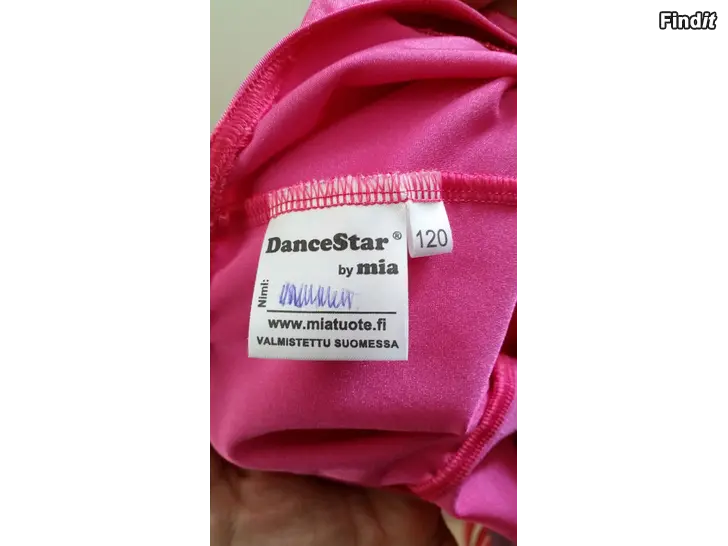 Findit
DanceStar®
120
by mia
Nimi:
www.miatuote.fi
VALMISTETTU SUOMESSA